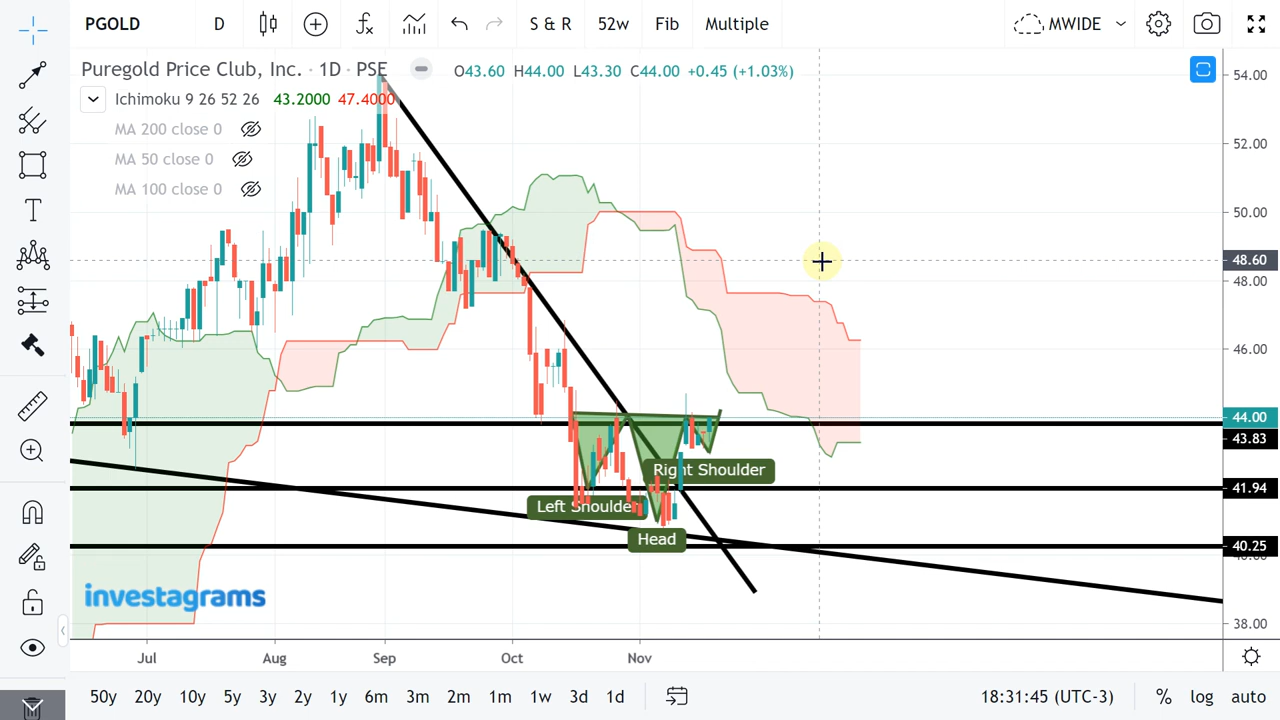 PGOLD D S & R 52w Fib Multiple MWIDE
Puregold Price Club, Inc. · 1D · PSE O43.60 H44.00 L43.30 C44.00 +0.45 (+1.03%)
Ichimoku 9 26 52 26 43.2000 47.4000
MA 200 close 0
MA 50 close 0
MA 100 close 0
54.00
52.00
50.00
48.60
48.00
46.00
44.00
43.83
41.94
40.25
38.00
Right Shoulder
Left Shoulder
Head
investagrams
Jul Aug Sep Oct Nov
50y 20y 10y 5y 3y 2y 1y 6m 3m 2m 1m 1w 3d 1d 18:31:45 (UTC-3) % log auto